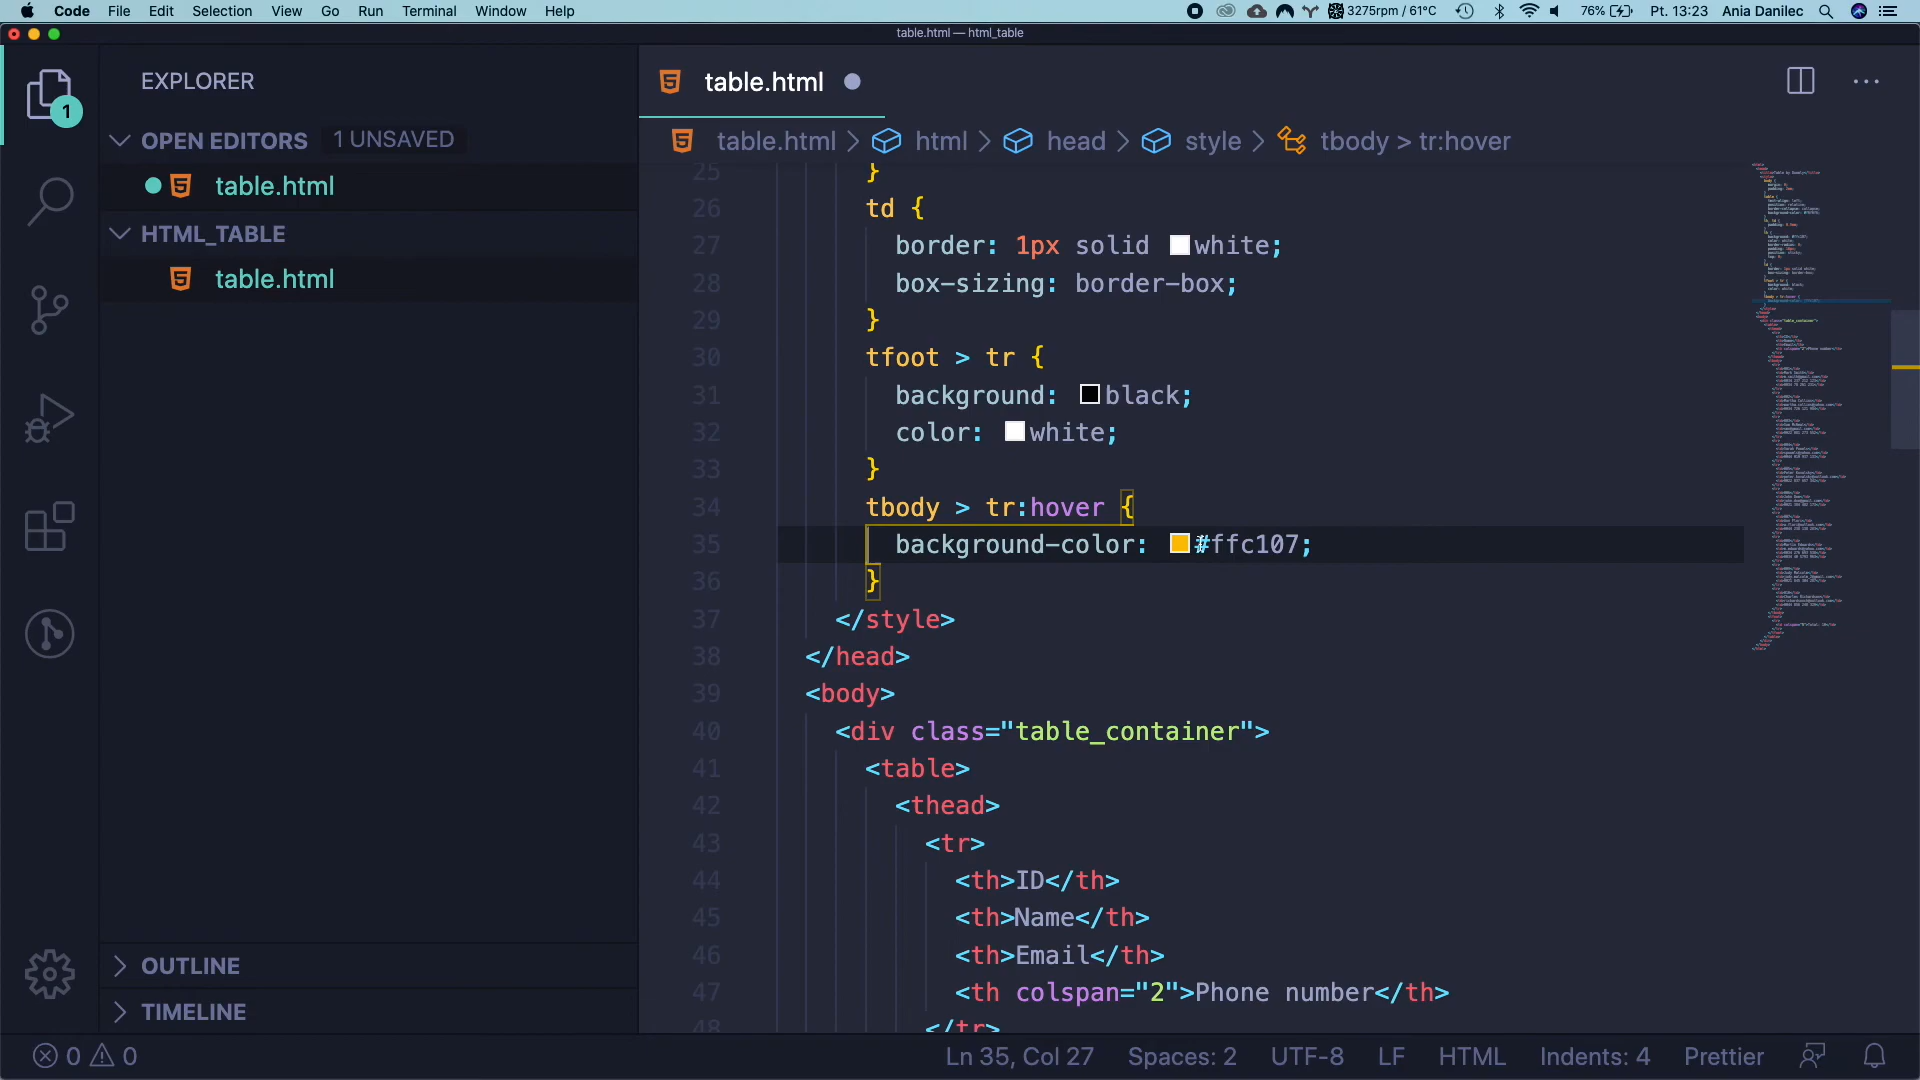 Code File Edit Selection View Go Run Terminal Window Help 3275rpm / 61°C 76% Pt. 13:23 Ania Danilec
table.html — html_table
EXPLORER
OPEN EDITORS 1 UNSAVED
table.html
HTML_TABLE
table.html
OUTLINE
TIMELINE
1
table.html
table.html > html > head > style > tbody > tr:hover
25 }
26 td {
27 border: 1px solid white;
28 box-sizing: border-box;
29 }
30 tfoot > tr {
31 background: black;
32 color: white;
33 }
34 tbody > tr:hover {
35 background-color: #ffc107;
36 }
37 </style>
38 </head>
39 <body>
40 <div class="table_container">
41 <table>
42 <thead>
43 <tr>
44 <th>ID</th>
45 <th>Name</th>
46 <th>Email</th>
47 <th colspan="2">Phone number</th>
48 </tr>
0 0 Ln 35, Col 27 Spaces: 2 UTF-8 LF HTML Indents: 4 Prettier